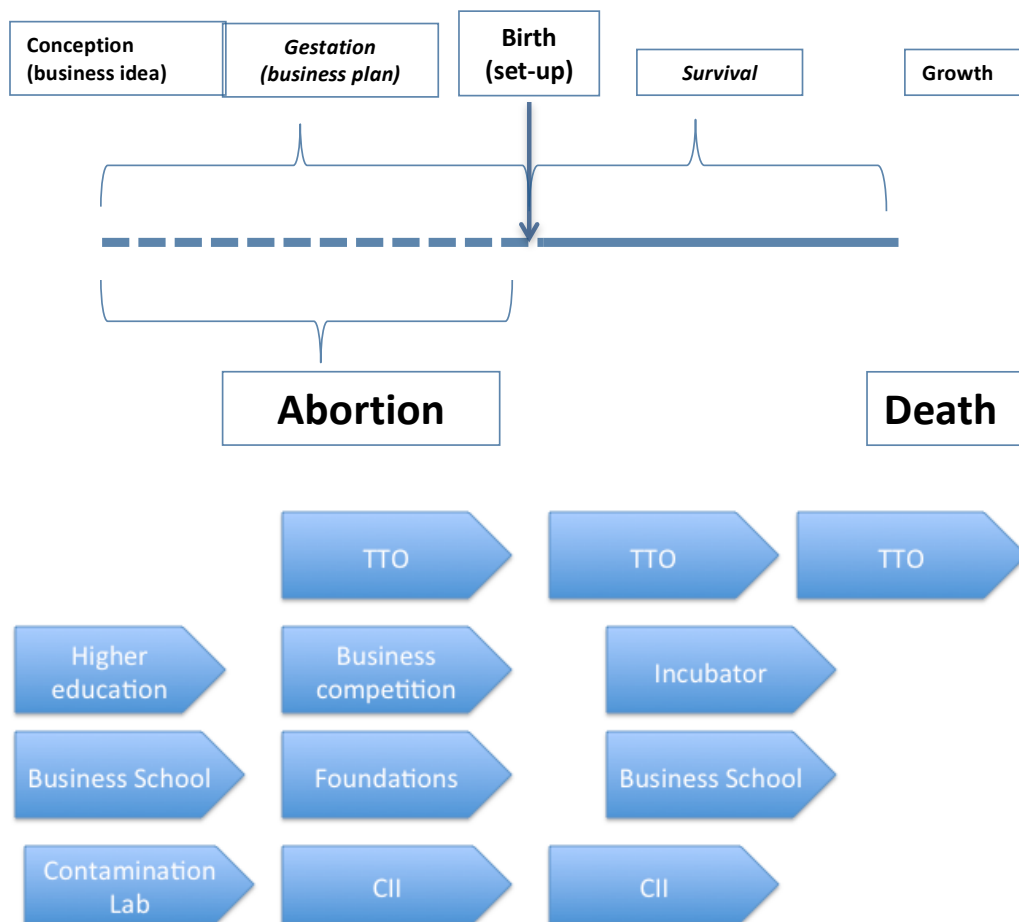 Conception
(business idea)
Gestation
(business plan)
Birth
(set-up)
Survival
Growth
Abortion
Death
TTO
TTO
TTO
Higher
education
Business
competition
Incubator
Business School
Foundations
Business School
Contamination
Lab
CII
CII